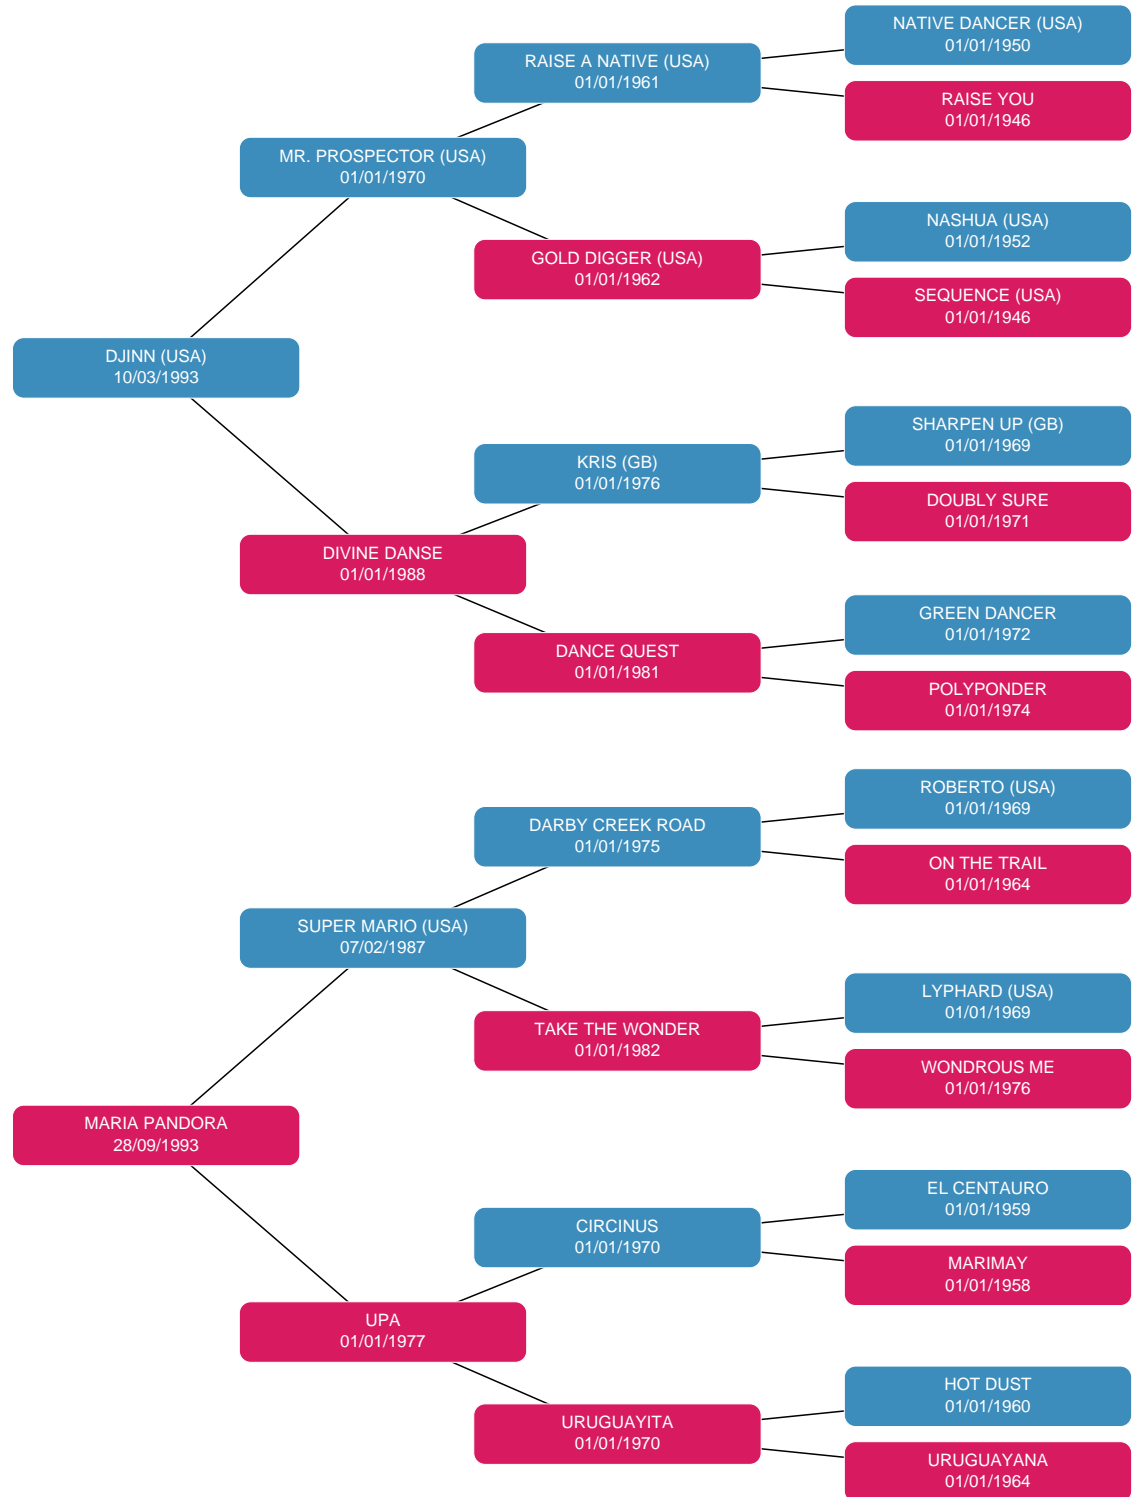 NATIVE DANCER (USA)
01/01/1950
RAISE A NATIVE (USA)
01/01/1961
RAISE YOU
01/01/1946
MR. PROSPECTOR (USA)
01/01/1970
NASHUA (USA)
01/01/1952
GOLD DIGGER (USA)
01/01/1962
SEQUENCE (USA)
01/01/1946
DJINN (USA)
10/03/1993
SHARPEN UP (GB)
01/01/1969
KRIS (GB)
01/01/1976
DOUBLY SURE
01/01/1971
DIVINE DANSE
01/01/1988
GREEN DANCER
01/01/1972
DANCE QUEST
01/01/1981
POLYPONDER
01/01/1974
ROBERTO (USA)
01/01/1969
DARBY CREEK ROAD
01/01/1975
ON THE TRAIL
01/01/1964
SUPER MARIO (USA)
07/02/1987
LYPHARD (USA)
01/01/1969
TAKE THE WONDER
01/01/1982
WONDROUS ME
01/01/1976
MARIA PANDORA
28/09/1993
EL CENTAURO
01/01/1959
CIRCINUS
01/01/1970
MARIMAY
01/01/1958
UPA
01/01/1977
HOT DUST
01/01/1960
URUGUAYITA
01/01/1970
URUGUAYANA
01/01/1964